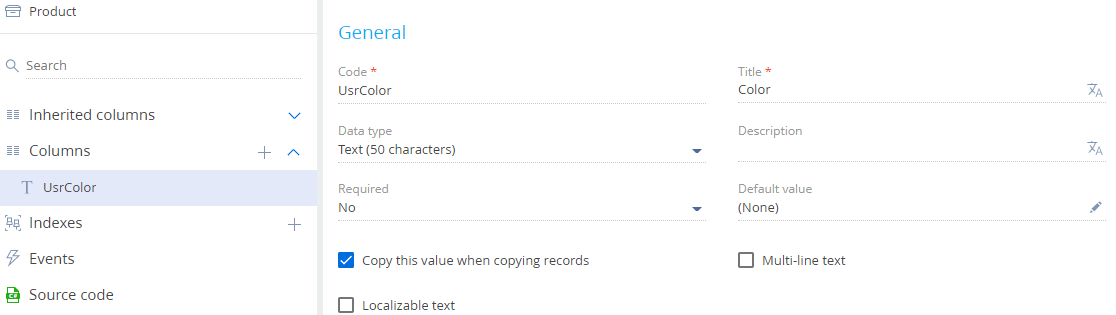 Product
Search
Inherited columns
Columns
UsrColor
Indexes
Events
Source code
General
Code *
Title *
UsrColor
Color
Data type
Description
Text (50 characters)
Required
Default value
No
(None)
Copy this value when copying records
Multi-line text
Localizable text